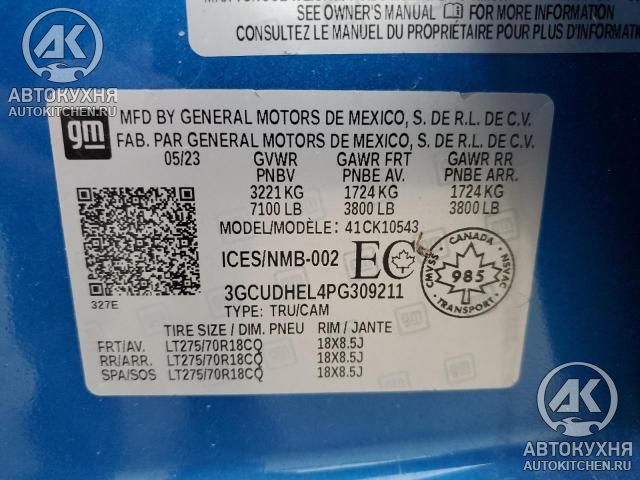 SEE OWNER'S MANUAL FOR MORE INFORMATION
CONSULTEZ LE MANUEL DU PROPRIÉTAIRE POUR PLUS D'INFORMATION
АК
АВТОКУХНЯ
AUTOKITCHEN.RU
gm
MFD BY GENERAL MOTORS DE MEXICO, S. DE R.L. DE C.V.
FAB. PAR GENERAL MOTORS DE MEXICO, S. DE R.L. DE C.V.
05/23 GVWR GAWR FRT GAWR RR
PNBV PNBE AV. PNBE ARR.
3221 KG 1724 KG 1724 KG
7100 LB 3800 LB 3800 LB
MODEL/MODÈLE: 41CK10543
ICES/NMB-002 EC
CANADA
CMVSS 985 NSVAC
TRANSPORT
327E
3GCUDHEL4PG309211
TYPE: TRU/CAM
TIRE SIZE / DIM. PNEU RIM / JANTE
FRT/AV. LT275/70R18CQ 18X8.5J
RR/ARR. LT275/70R18CQ 18X8.5J
SPA/SOS LT275/70R18CQ 18X8.5J
АК
АВТОКУХНЯ
AUTOKITCHEN.RU